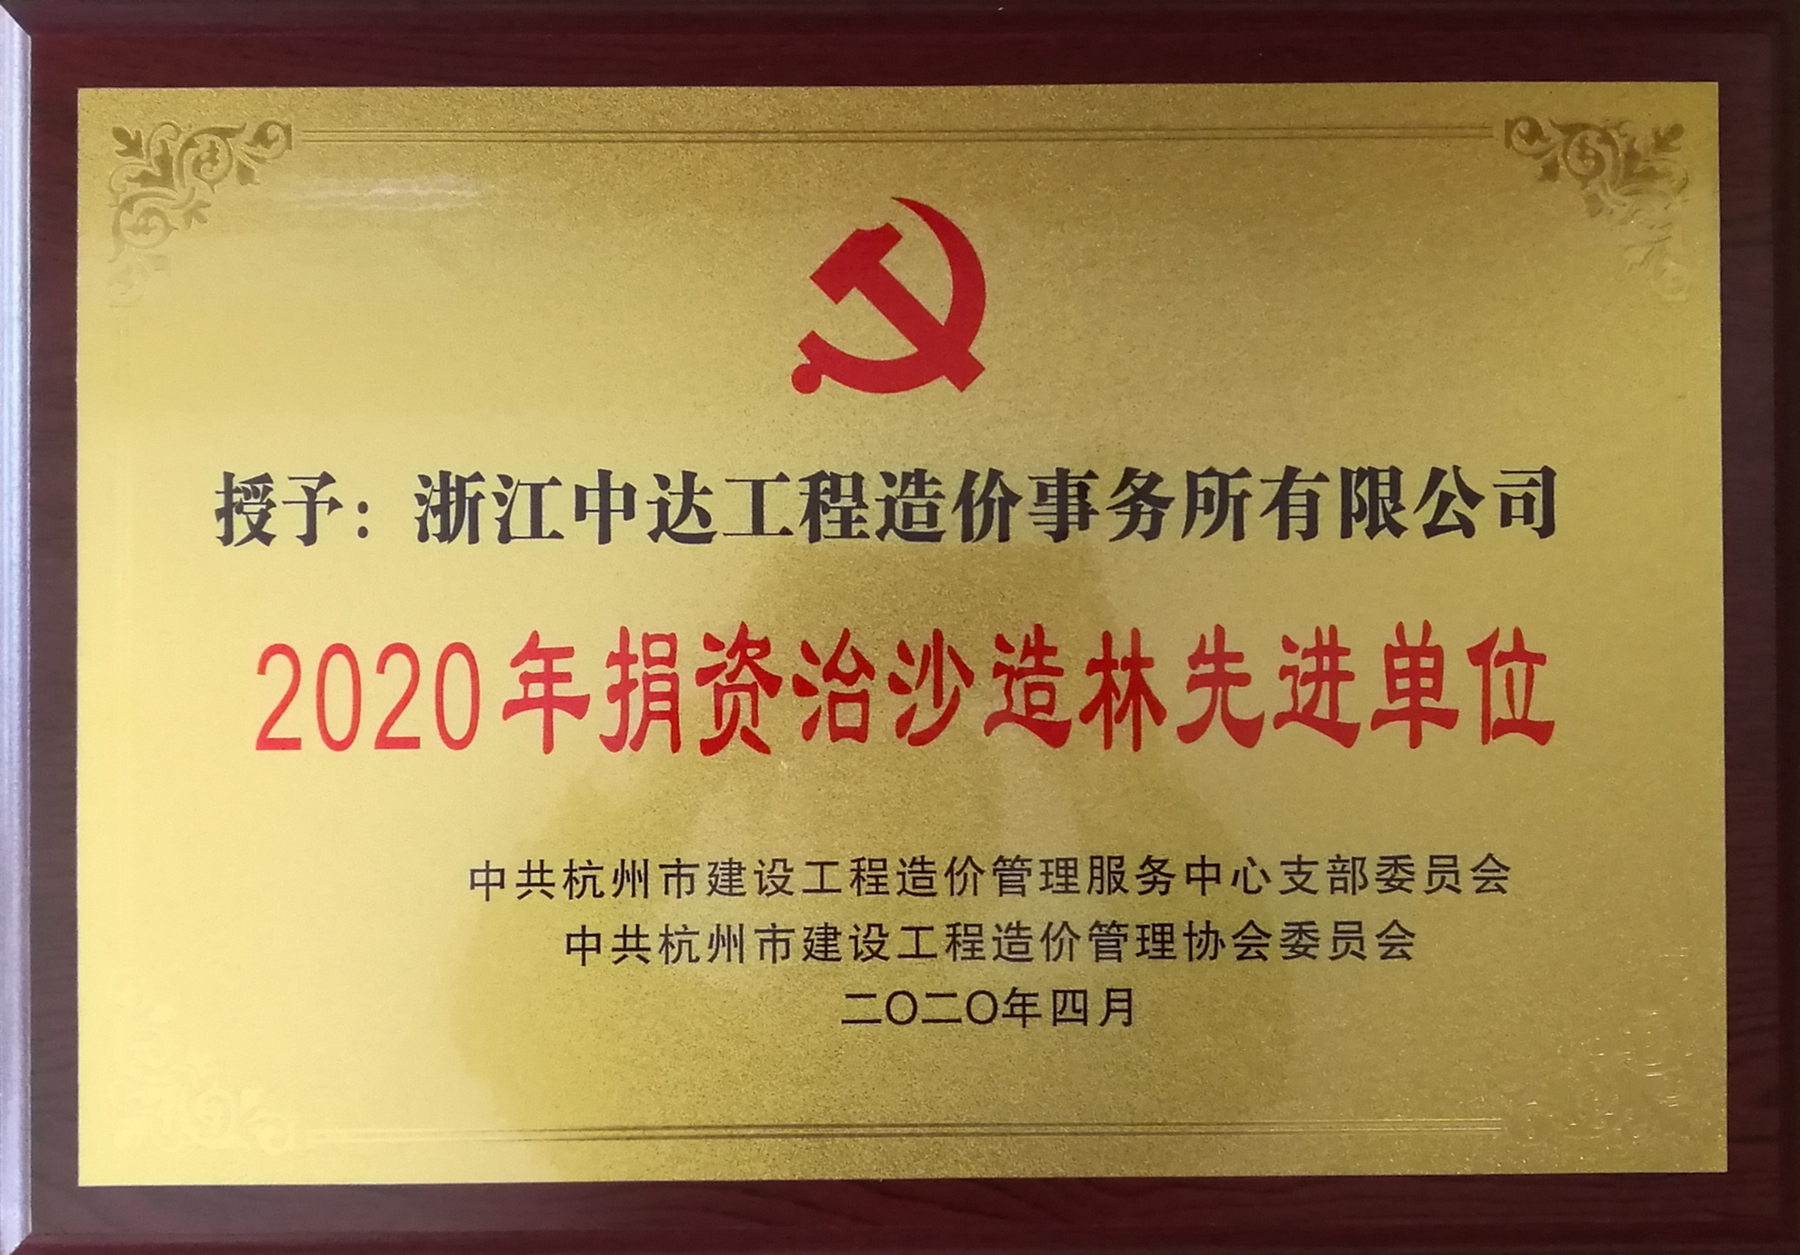 授予：浙江中达工程造价事务所有限公司
2020年捐资治沙造林先进单位
中共杭州市建设工程造价管理服务中心支部委员会
中共杭州市建设工程造价管理协会委员会
二〇二〇年四月